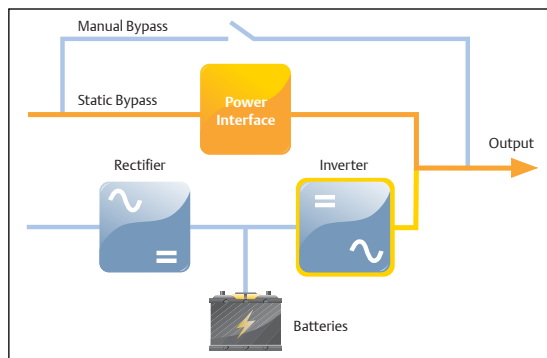 Manual Bypass
Static Bypass
Power
Interface
Output
Rectifier
Inverter
Batteries